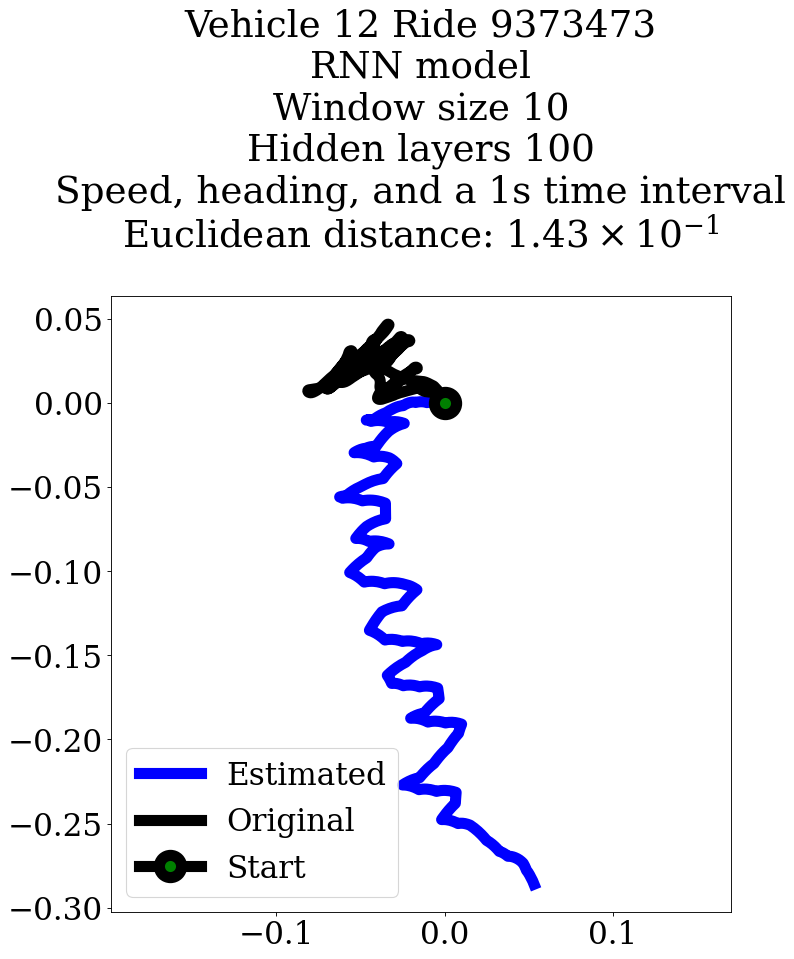 Vehicle 12 Ride 9373473
RNN model
Window size 10
Hidden layers 100
Speed, heading, and a 1s time interval
Euclidean distance: 1.43 × 10⁻¹
0.05
0.00
−0.05
−0.10
−0.15
−0.20
−0.25
−0.30
Estimated
Original
Start
−0.1
0.0
0.1